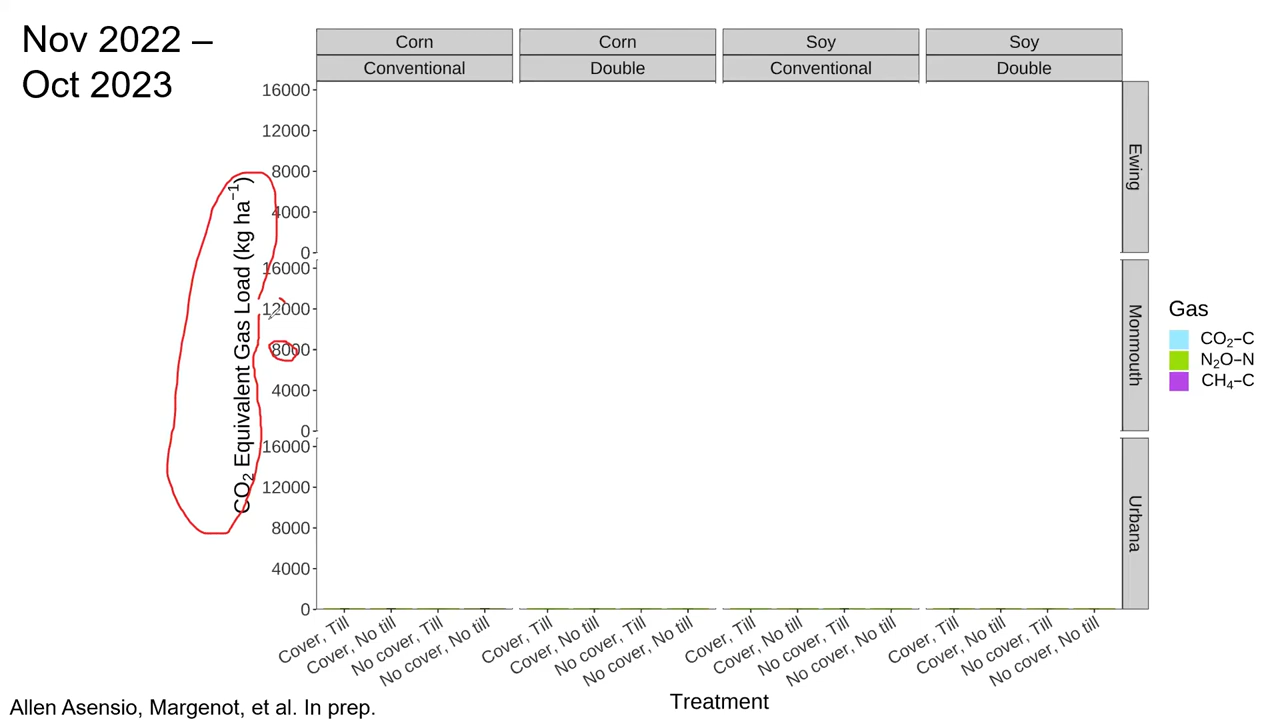 Nov 2022 –
Oct 2023
Corn Corn Soy Soy
Conventional Double Conventional Double
16000
12000
8000
4000
0
Ewing
16000
12000
8000
4000
0
Monmouth
16000
12000
8000
4000
0
Urbana
CO₂ Equivalent Gas Load (kg ha⁻¹)
Gas
CO₂–C
N₂O–N
CH₄–C
Cover, Till Cover, No till No cover, Till No cover, No till Cover, Till Cover, No till No cover, Till No cover, No till Cover, Till Cover, No till No cover, Till No cover, No till Cover, Till Cover, No till No cover, Till No cover, No till
Treatment
Allen Asensio, Margenot, et al. In prep.